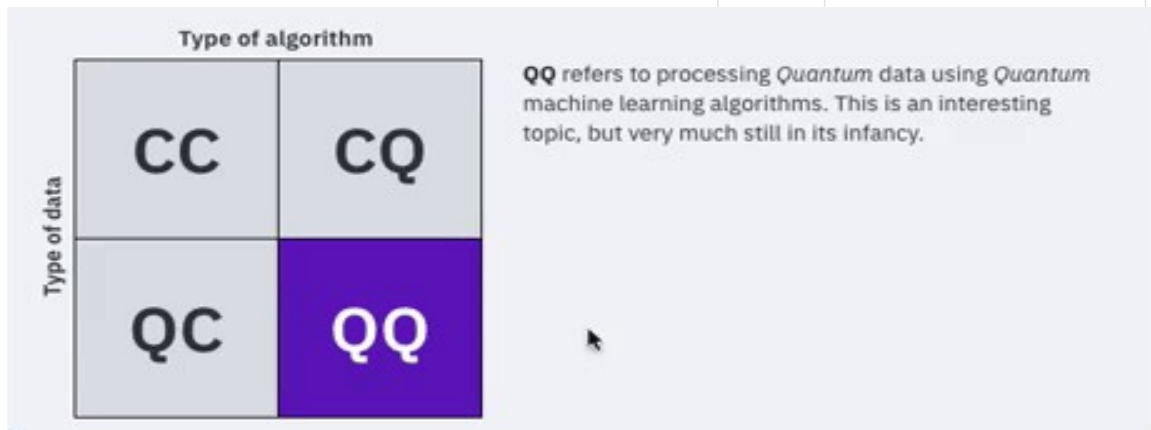 Type of algorithm
QQ refers to processing Quantum data using Quantum
machine learning algorithms. This is an interesting
topic, but very much still in its infancy.
CC
CQ
Type of data
QC
QQ